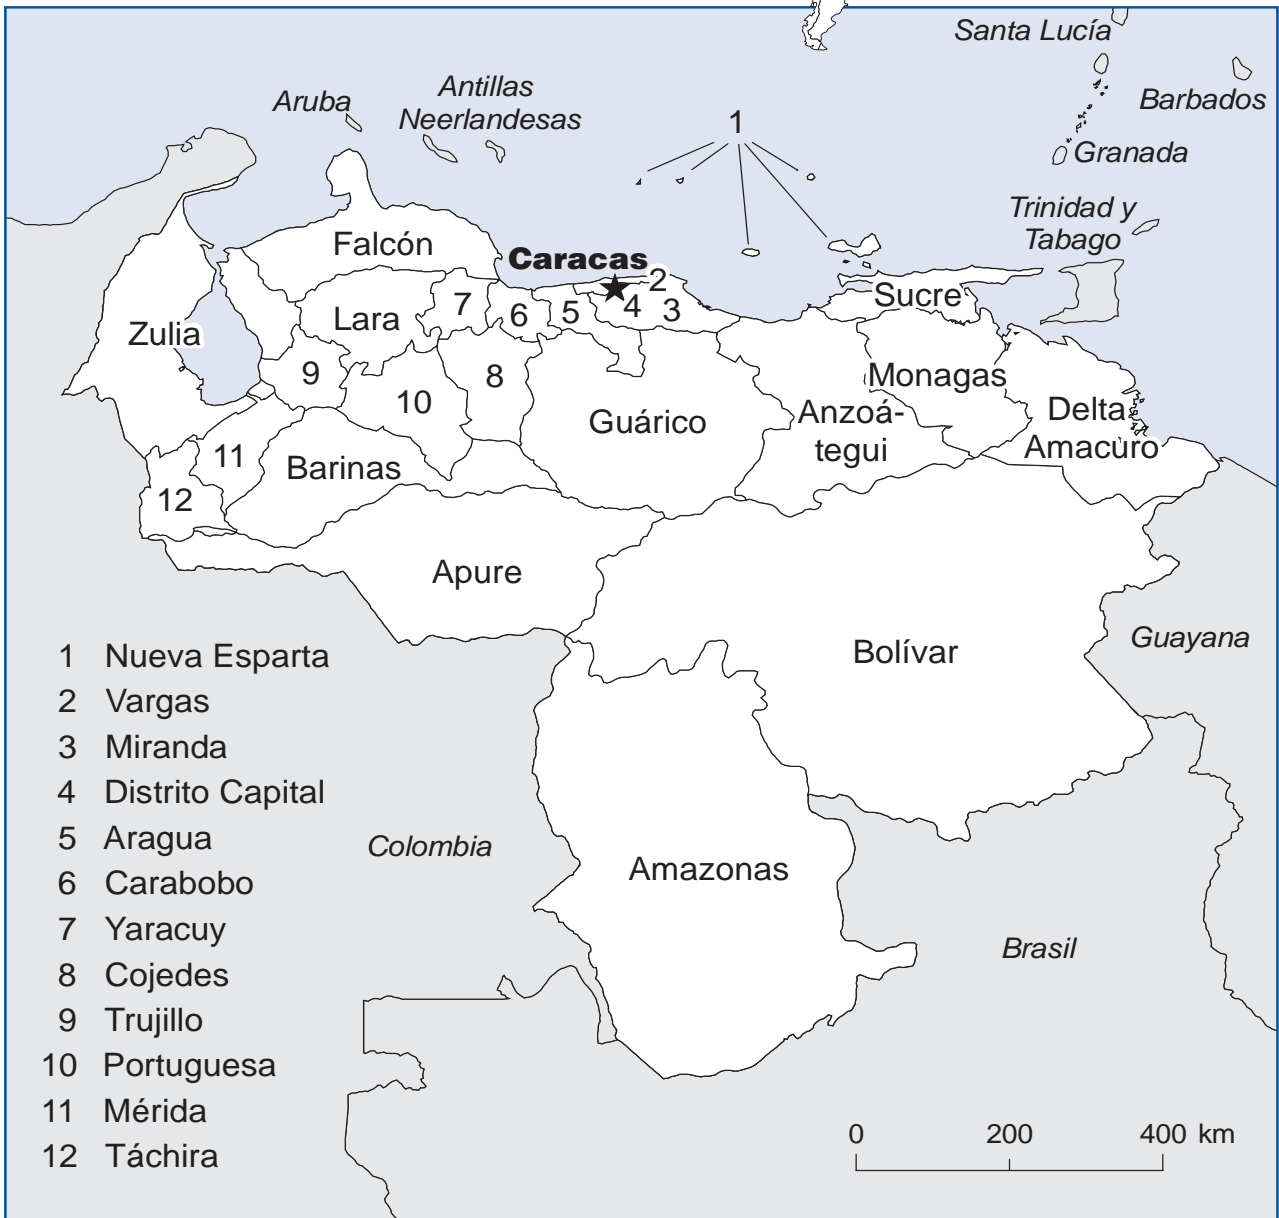 Santa Lucía
Antillas
Neerlandesas
Aruba
Barbados
1
Granada
Trinidad y
Tabago
Falcón
Caracas
2
Sucre
7
6
5
4
3
Lara
Zulia
9
8
10
Monagas
Guárico
Anzoá-
tegui
Delta
Amacuro
11
Barinas
12
Apure
Guayana
Bolívar
1 Nueva Esparta
2 Vargas
3 Miranda
4 Distrito Capital
5 Aragua
6 Carabobo
7 Yaracuy
8 Cojedes
9 Trujillo
10 Portuguesa
11 Mérida
12 Táchira
Colombia
Amazonas
Brasil
0 200 400 km